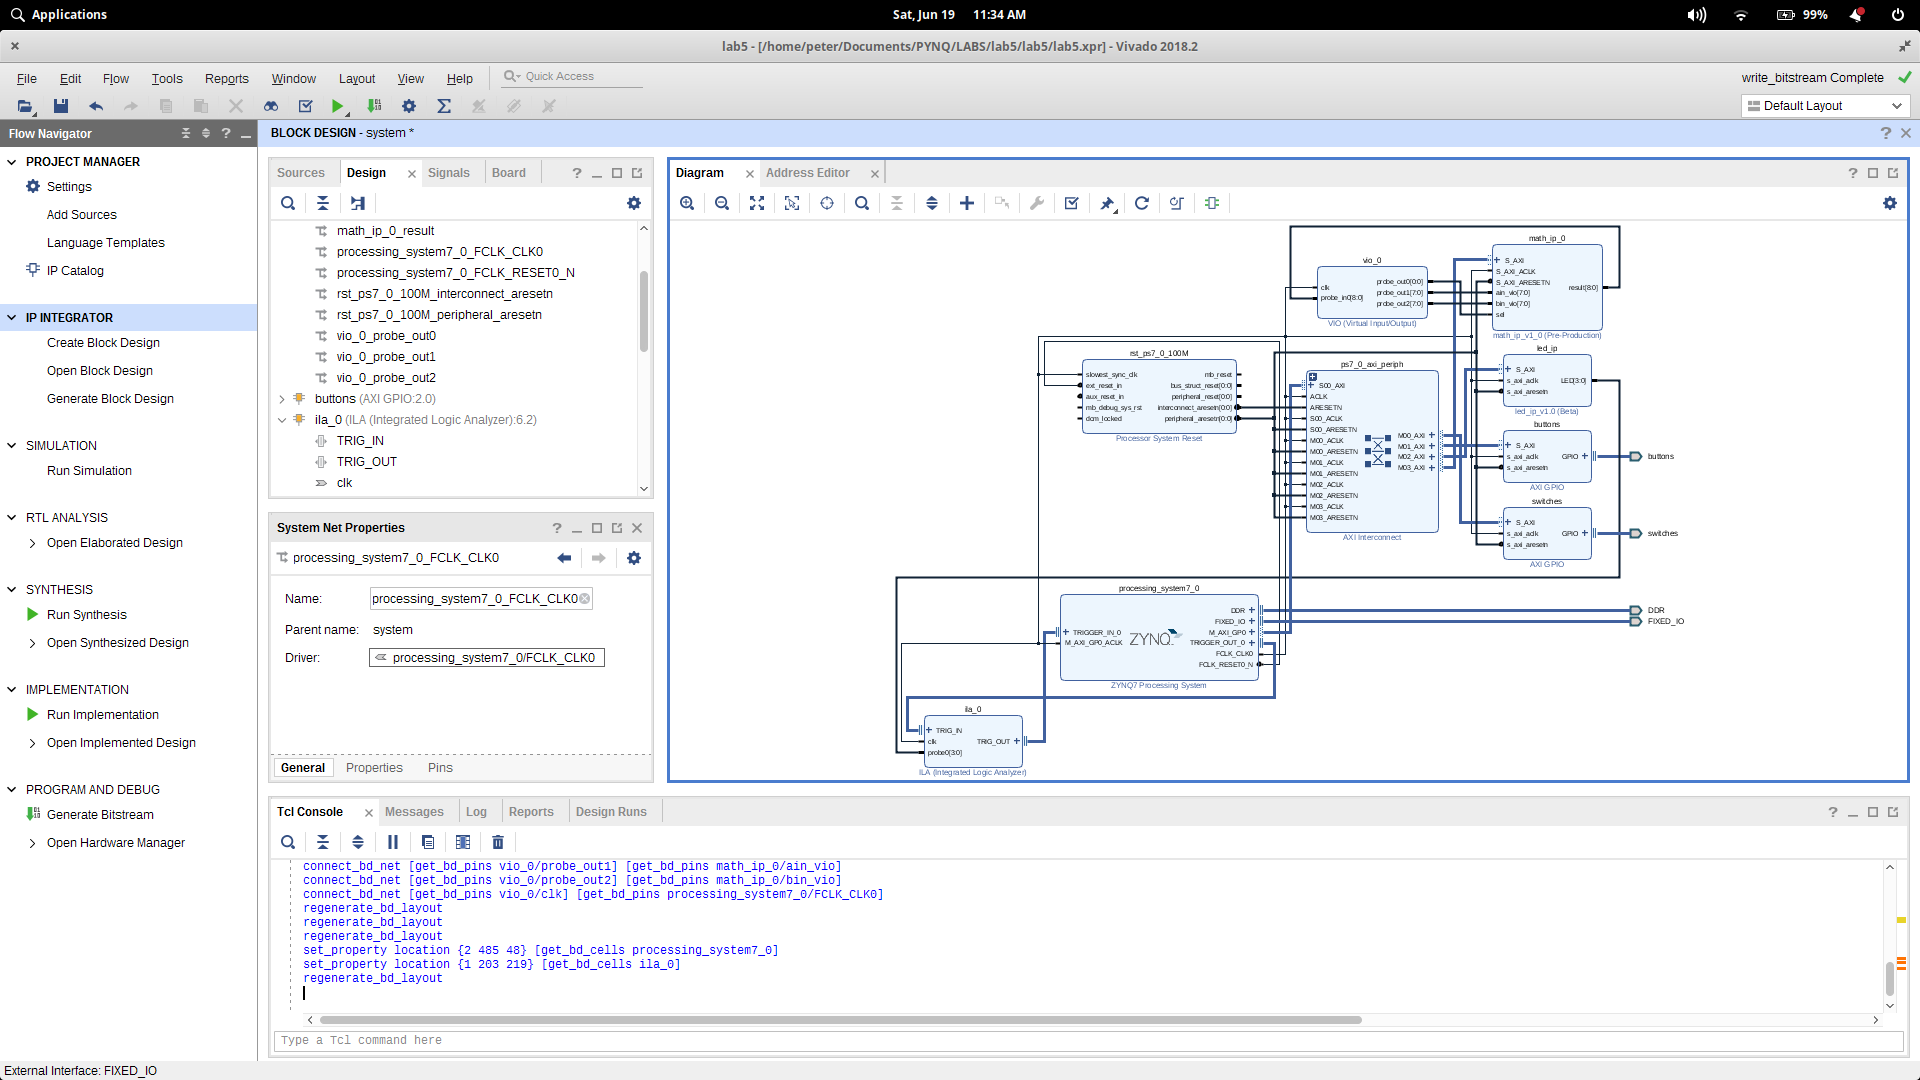 Applications
Sat, Jun 19 11:34 AM
99%
lab5 - [/home/peter/Documents/PYNQ/LABS/lab5/lab5/lab5.xpr] - Vivado 2018.2
File Edit Flow Tools Reports Window Layout View Help Quick Access
write_bitstream Complete
Default Layout
Flow Navigator
PROJECT MANAGER
Settings
Add Sources
Language Templates
IP Catalog
IP INTEGRATOR
Create Block Design
Open Block Design
Generate Block Design
SIMULATION
Run Simulation
RTL ANALYSIS
Open Elaborated Design
SYNTHESIS
Run Synthesis
Open Synthesized Design
IMPLEMENTATION
Run Implementation
Open Implemented Design
PROGRAM AND DEBUG
Generate Bitstream
Open Hardware Manager
BLOCK DESIGN - system *
Sources Design Signals Board
math_ip_0_result
processing_system7_0_FCLK_CLK0
processing_system7_0_FCLK_RESET0_N
rst_ps7_0_100M_interconnect_aresetn
rst_ps7_0_100M_peripheral_aresetn
vio_0_probe_out0
vio_0_probe_out1
vio_0_probe_out2
buttons (AXI GPIO:2.0)
ila_0 (ILA (Integrated Logic Analyzer):6.2)
TRIG_IN
TRIG_OUT
clk
System Net Properties
processing_system7_0_FCLK_CLK0
Name: processing_system7_0_FCLK_CLK0
Parent name: system
Driver: processing_system7_0/FCLK_CLK0
General Properties Pins
Diagram Address Editor
vio_0
clk
probe_in0[8:0]
probe_out0[0:0]
probe_out1[7:0]
probe_out2[7:0]
VIO (Virtual Input/Output)
math_ip_0
S_AXI
S_AXI_ACLK
S_AXI_ARESETN
ain_vio[7:0]
bin_vio[7:0]
sel
result[8:0]
math_ip_v1_0 (Pre-Production)
rst_ps7_0_100M
slowest_sync_clk
ext_reset_in
aux_reset_in
mb_debug_sys_rst
dcm_locked
mb_reset
bus_struct_reset[0:0]
interconnect_aresetn[0:0]
peripheral_aresetn[0:0]
Processor System Reset
ps7_0_axi_periph
S00_AXI
ACLK
ARESETN
S00_ACLK
S00_ARESETN
M00_ACLK
M00_ARESETN
M01_ACLK
M01_ARESETN
M02_ACLK
M02_ARESETN
M03_ACLK
M03_ARESETN
M00_AXI
M01_AXI
M02_AXI
M03_AXI
AXI Interconnect
led_ip
S_AXI
s_axi_aclk
s_axi_aresetn
LED[3:0]
led_ip_v1.0 (Beta)
buttons
S_AXI
s_axi_aclk
s_axi_aresetn
GPIO
AXI GPIO
buttons
switches
S_AXI
s_axi_aclk
s_axi_aresetn
GPIO
AXI GPIO
switches
processing_system7_0
TRIGGER_IN_0
M_AXI_GP0_ACLK
ZYNQ
DDR
FIXED_IO
M_AXI_GP0
TRIGGER_OUT_0
FCLK_CLK0
FCLK_RESET0_N
ZYNQ7 Processing System
DDR
FIXED_IO
ila_0
TRIG_IN
clk
probe0[3:0]
TRIG_OUT
ILA (Integrated Logic Analyzer)
Tcl Console Messages Log Reports Design Runs
connect_bd_net [get_bd_pins vio_0/probe_out1] [get_bd_pins math_ip_0/ain_vio]
connect_bd_net [get_bd_pins vio_0/probe_out2] [get_bd_pins math_ip_0/bin_vio]
connect_bd_net [get_bd_pins vio_0/clk] [get_bd_pins processing_system7_0/FCLK_CLK0]
regenerate_bd_layout
regenerate_bd_layout
regenerate_bd_layout
set_property location {2 485 48} [get_bd_cells processing_system7_0]
set_property location {1 203 219} [get_bd_cells ila_0]
regenerate_bd_layout
Type a Tcl command here
External Interface: FIXED_IO